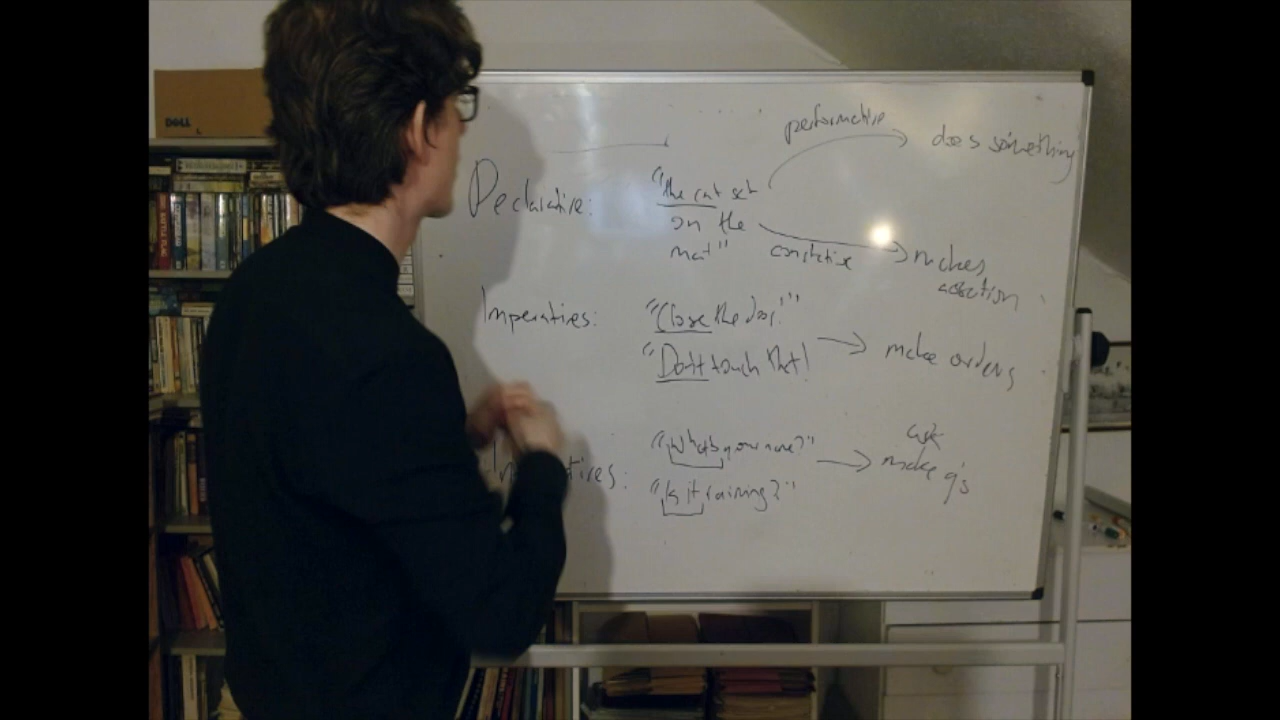 DELL
performative
does something
Declarative:
"the cat sat
on the
mat"
constative
makes
assertion
Imperatives:
"Close the door!"
"Don't touch that!
make orders
"What's your name?"
ask
make q's
"Is it raining?"